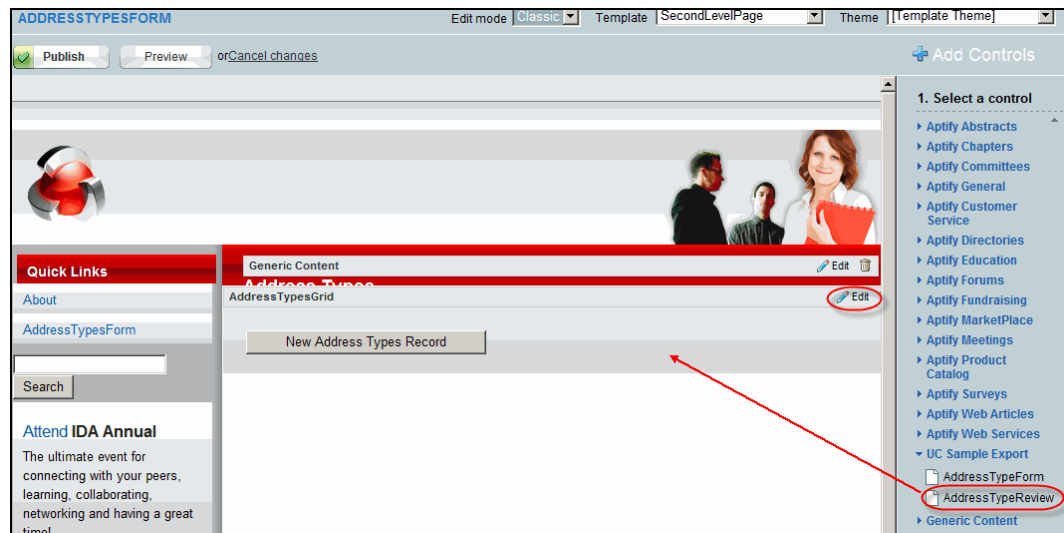 ADDRESSTYPESFORM
Edit mode Classic Template SecondLevelPage Theme [Template Theme]
Publish Preview orCancel changes
Add Controls
1. Select a control
Aptify Abstracts
Aptify Chapters
Aptify Committees
Aptify General
Aptify Customer
Service
Aptify Directories
Aptify Education
Aptify Forums
Aptify Fundraising
Aptify MarketPlace
Aptify Meetings
Aptify Product
Catalog
Aptify Surveys
Aptify Web Articles
Aptify Web Services
UC Sample Export
AddressTypeForm
AddressTypeReview
Generic Content
Quick Links
About
AddressTypesForm
Search
Attend IDA Annual
The ultimate event for
connecting with your peers,
learning, collaborating,
networking and having a great
time!
Generic Content
Edit
Address Types
AddressTypesGrid
Edit
New Address Types Record